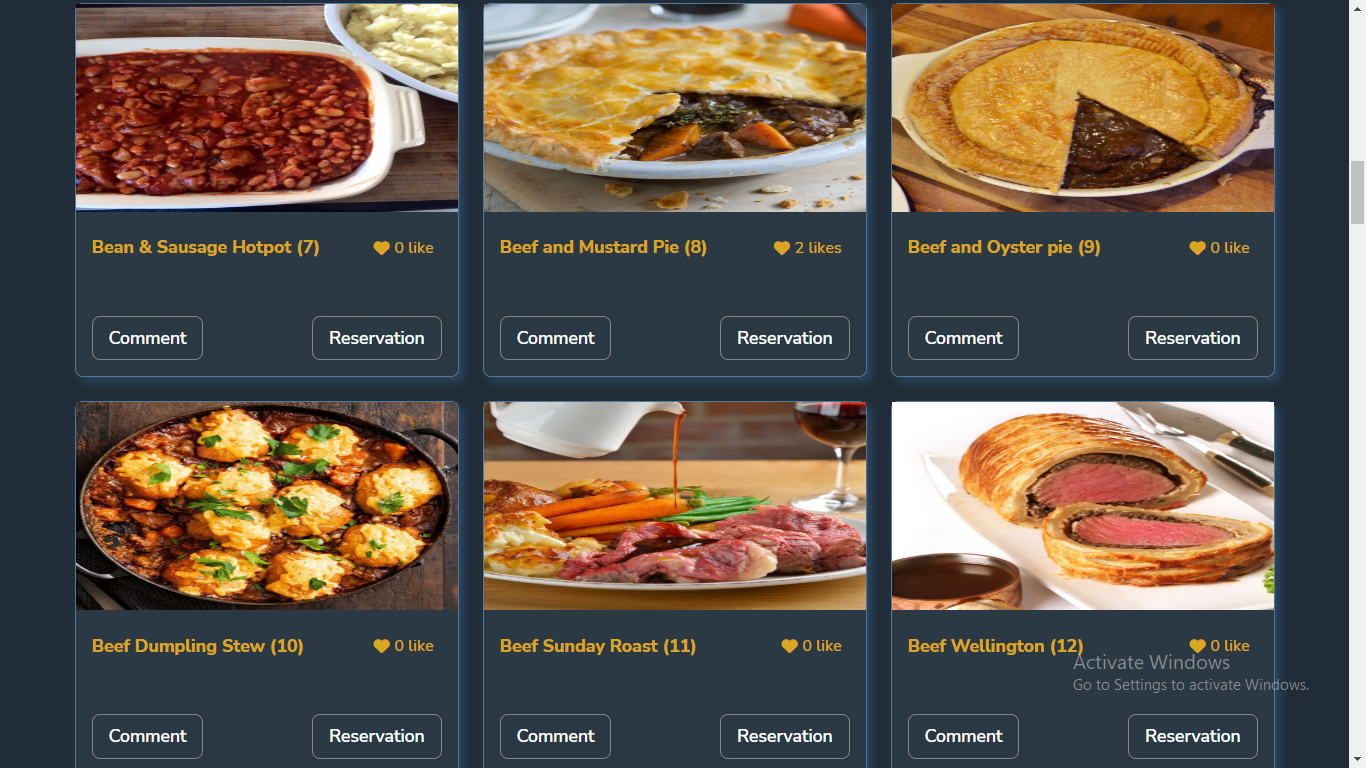 Bean & Sausage Hotpot (7) 0 like
Beef and Mustard Pie (8) 2 likes
Beef and Oyster pie (9) 0 like
Comment Reservation
Comment Reservation
Comment Reservation
Beef Dumpling Stew (10) 0 like
Beef Sunday Roast (11) 0 like
Beef Wellington (12) 0 like
Activate Windows
Go to Settings to activate Windows.
Comment Reservation
Comment Reservation
Comment Reservation